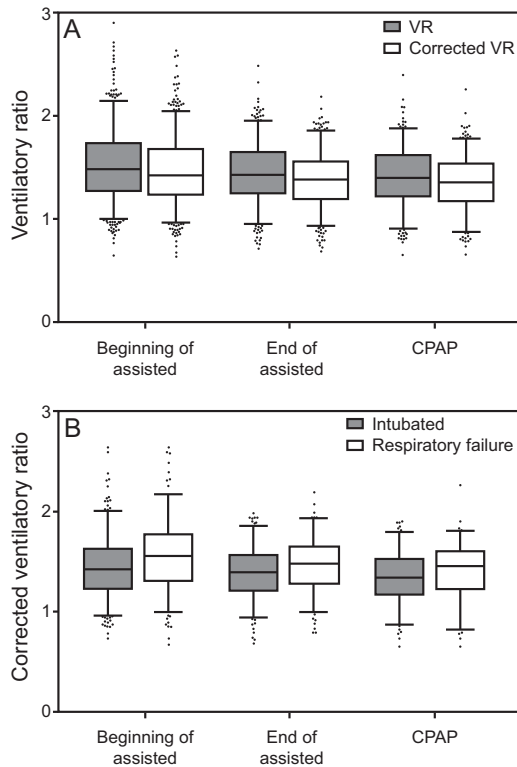 A
VR
Corrected VR
Ventilatory ratio
3
2
1
0
Beginning of
assisted
End of
assisted
CPAP
B
Intubated
Respiratory failure
Corrected ventilatory ratio
3
2
1
0
Beginning of
assisted
End of
assisted
CPAP